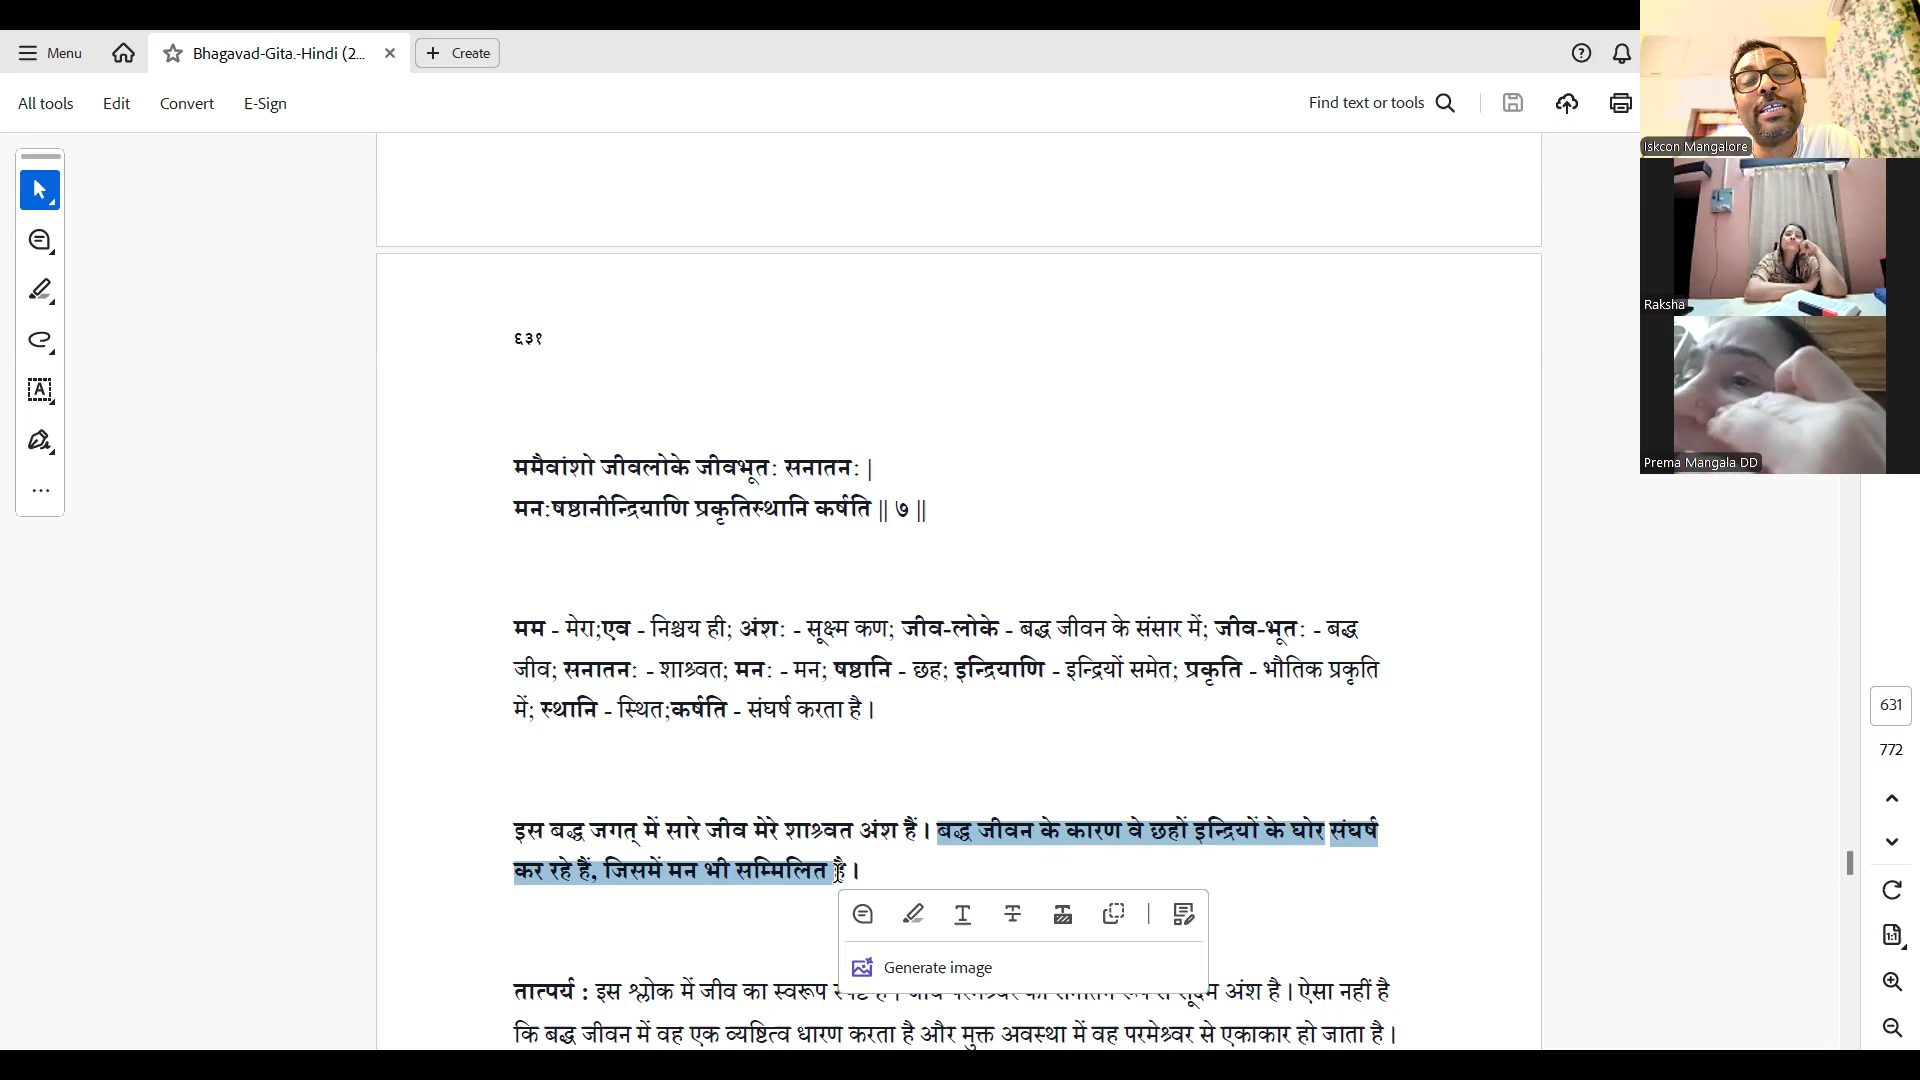 Menu
Bhagavad-Gita.-Hindi (2...
Create
All tools
Edit
Convert
E-Sign
Find text or tools
Iskcon Mangalore
Raksha
Prema Mangala DD
६३१
ममैवांशो जीवलोके जीवभूतः सनातनः |
मनःषष्ठानीन्द्रियाणि प्रकृतिस्थानि कर्षति || ७ ||
मम - मेरा;एव - निश्चय ही; अंशः - सूक्ष्म कण; जीव-लोके - बद्ध जीवन के संसार में; जीव-भूतः - बद्ध
जीव; सनातनः - शाश्र्वत; मनः - मन; षष्ठानि - छह; इन्द्रियाणि - इन्द्रियों समेत; प्रकृति - भौतिक प्रकृति
में; स्थानि - स्थित;कर्षति - संघर्ष करता है ।
इस बद्ध जगत् में सारे जीव मेरे शाश्र्वत अंश हैं । बद्ध जीवन के कारण वे छहों इन्द्रियों के घोर संघर्ष
कर रहे हैं, जिसमें मन भी सम्मिलित है ।
Generate image
तात्पर्य : इस श्लोक में जीव का स्वरूप अंश है । ऐसा नहीं है
कि बद्ध जीवन में वह एक व्यष्टित्व धारण करता है और मुक्त अवस्था में वह परमेश्र्वर से एकाकार हो जाता है ।
631
772